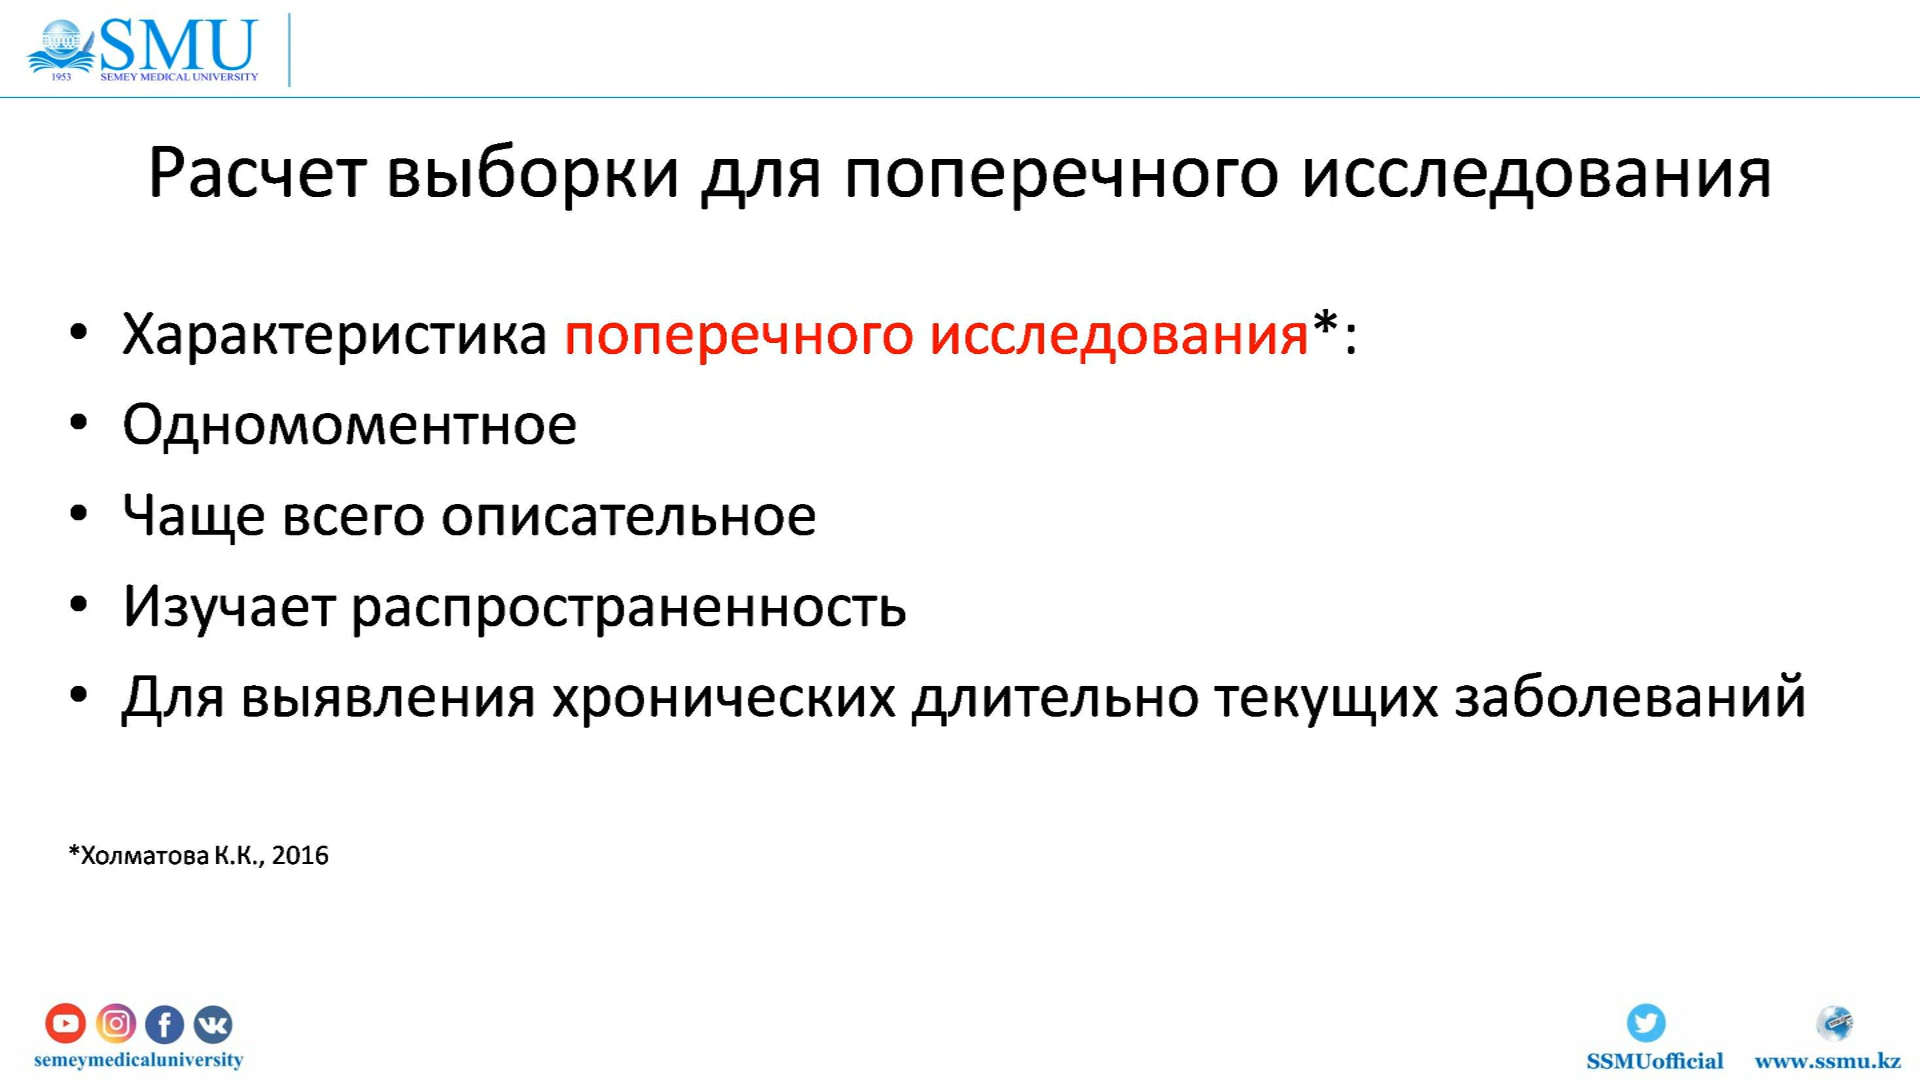 SMU
1953 SEMEY MEDICAL UNIVERSITY
Расчет выборки для поперечного исследования
• Характеристика поперечного исследования*:
• Одномоментное
• Чаще всего описательное
• Изучает распространенность
• Для выявления хронических длительно текущих заболеваний
*Холматова К.К., 2016
semeymedicaluniversity
SSMUofficial
www.ssmu.kz